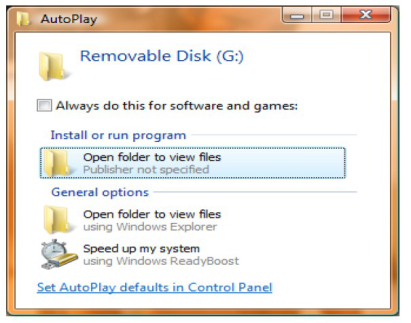 AutoPlay
Removable Disk (G:)
Always do this for software and games:
Install or run program
Open folder to view files
Publisher not specified
General options
Open folder to view files
using Windows Explorer
Speed up my system
using Windows ReadyBoost
Set AutoPlay defaults in Control Panel